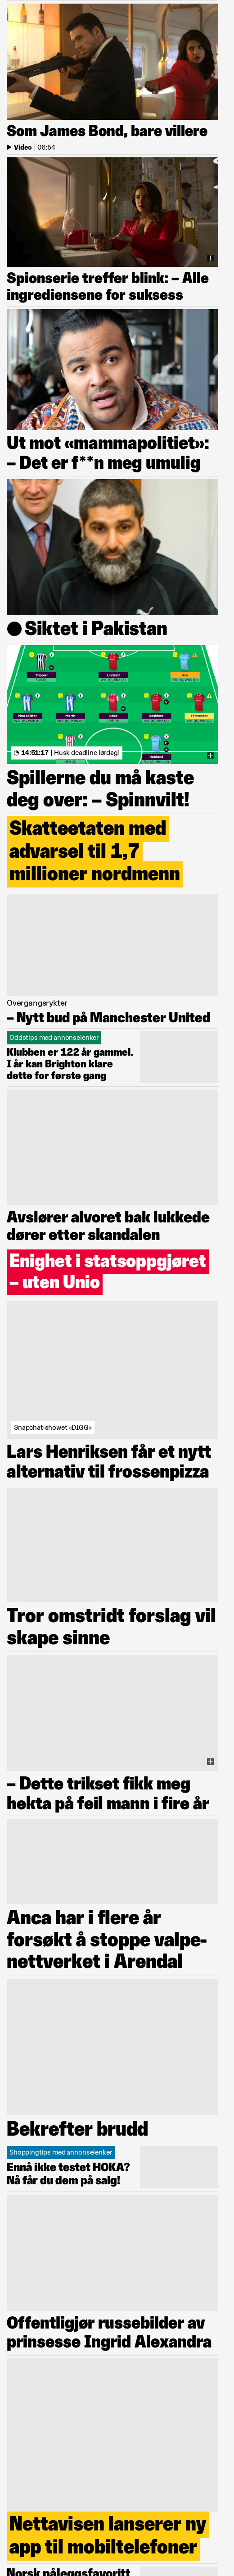 Som James Bond, bare villere
Video | 06:54
Spionserie treffer blink: – Alle
ingrediensene for suksess
Ut mot «mammapolitiet»:
– Det er f**n meg umulig
Siktet i Pakistan
14:51:17 | Husk deadline lørdag!
Spillerne du må kaste
deg over: – Spinnvilt!
Skatteetaten med
advarsel til 1,7
millioner nordmenn
Overgangsrykter
– Nytt bud på Manchester United
Oddstips med annonselenker
Klubben er 122 år gammel.
I år kan Brighton klare
dette for første gang
Avslører alvoret bak lukkede
dører etter skandalen
Enighet i statsoppgjøret
– uten Unio
Snapchat-showet «DIGG»
Lars Henriksen får et nytt
alternativ til frossenpizza
Tror omstridt forslag vil
skape sinne
– Dette trikset fikk meg
hekta på feil mann i fire år
Anca har i flere år
forsøkt å stoppe valpe-
nettverket i Arendal
Bekrefter brudd
Shoppingtips med annonselenker
Ennå ikke testet HOKA?
Nå får du dem på salg!
Offentligjør russebilder av
prinsesse Ingrid Alexandra
Nettavisen lanserer ny
app til mobiltelefoner
Norsk påleggsfavoritt